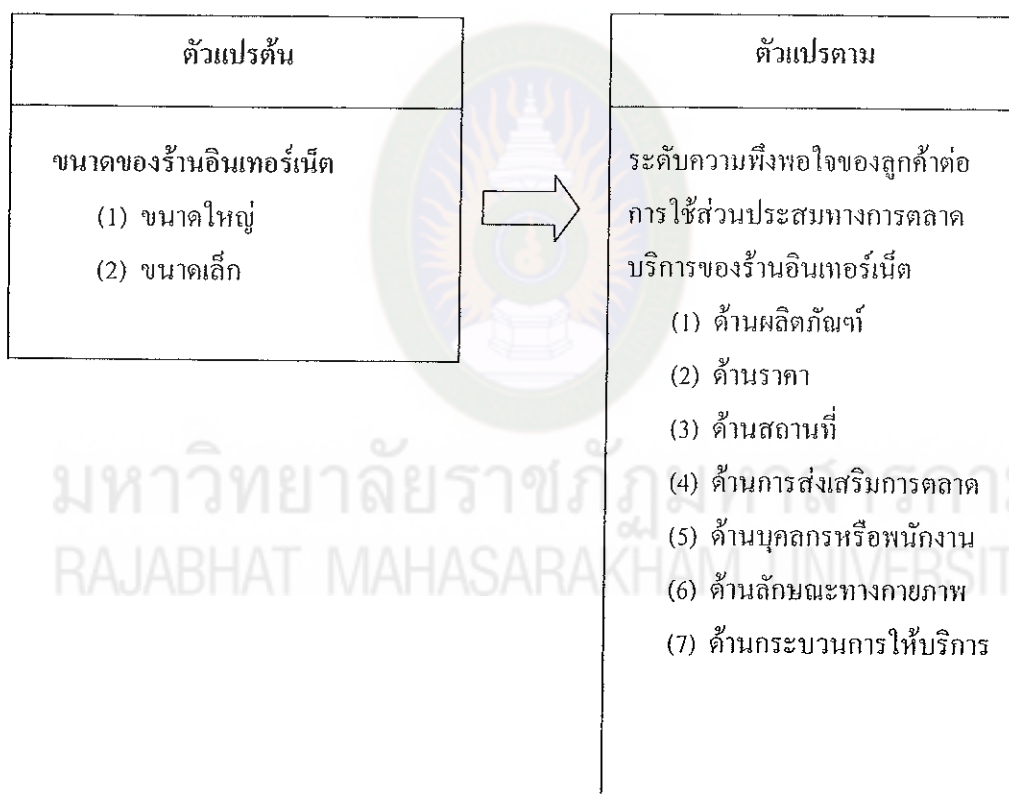 ตัวแปรต้น
ขนาดของร้านอินเทอร์เน็ต
(1) ขนาดใหญ่
(2) ขนาดเล็ก
ตัวแปรตาม
ระดับความพึงพอใจของลูกค้าต่อ
การใช้ส่วนประสมทางการตลาด
บริการของร้านอินเทอร์เน็ต
(1) ด้านผลิตภัณฑ์
(2) ด้านราคา
(3) ด้านสถานที่
(4) ด้านการส่งเสริมการตลาด
(5) ด้านบุคลกรหรือพนักงาน
(6) ด้านลักษณะทางกายภาพ
(7) ด้านกระบวนการให้บริการ
มหาวิทยาลัยราชภัฏมหาสารคา
RAJABHAT MAHASARAKHAM UNIVERSIT